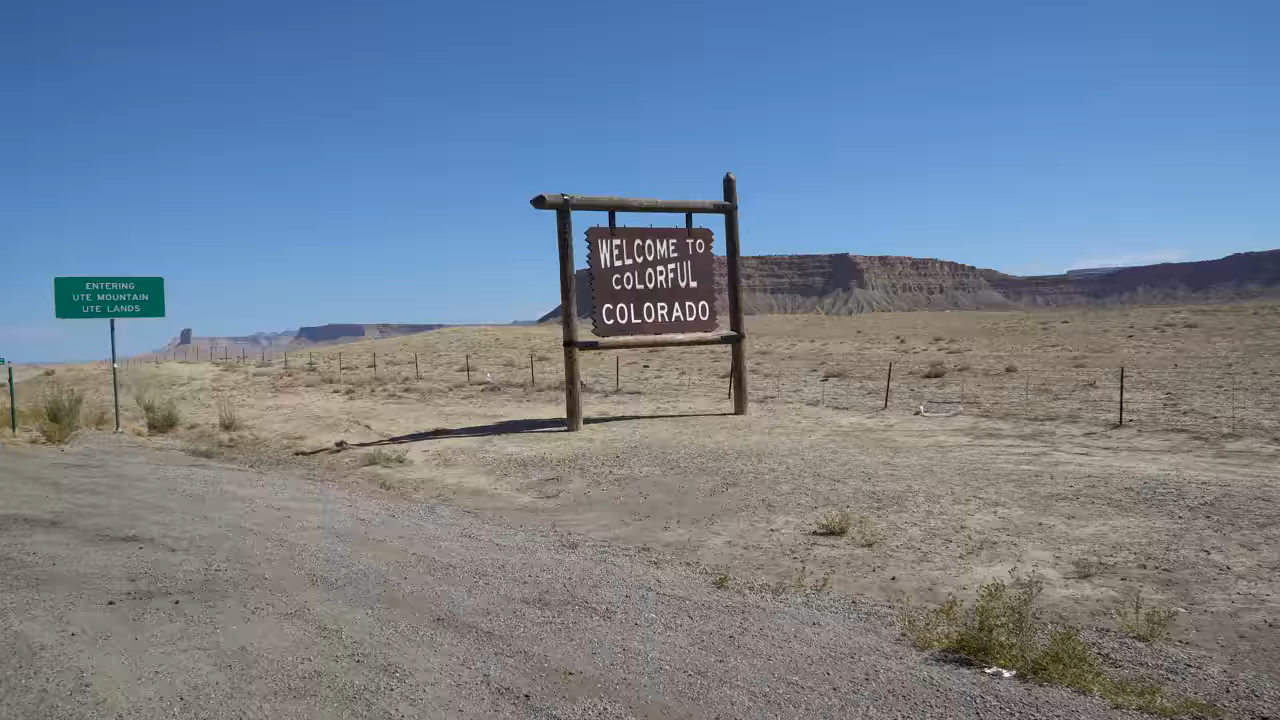 ENTERING
UTE MOUNTAIN
UTE LANDS
WELCOME TO
COLORFUL
COLORADO